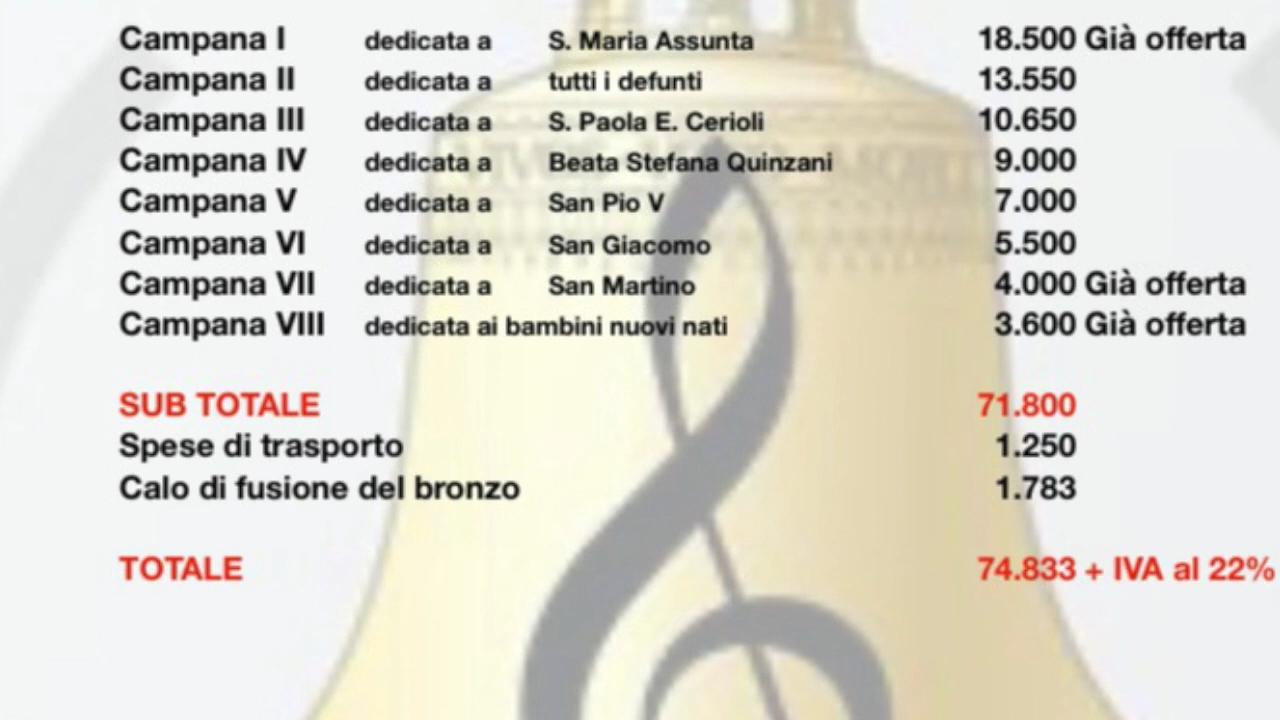 Campana I dedicata a S. Maria Assunta 18.500 Già offerta
Campana II dedicata a tutti i defunti 13.550
Campana III dedicata a S. Paola E. Cerioli 10.650
Campana IV dedicata a Beata Stefana Quinzani 9.000
Campana V dedicata a San Pio V 7.000
Campana VI dedicata a San Giacomo 5.500
Campana VII dedicata a San Martino 4.000 Già offerta
Campana VIII dedicata ai bambini nuovi nati 3.600 Già offerta
SUB TOTALE 71.800
Spese di trasporto 1.250
Calo di fusione del bronzo 1.783
TOTALE 74.833 + IVA al 22%